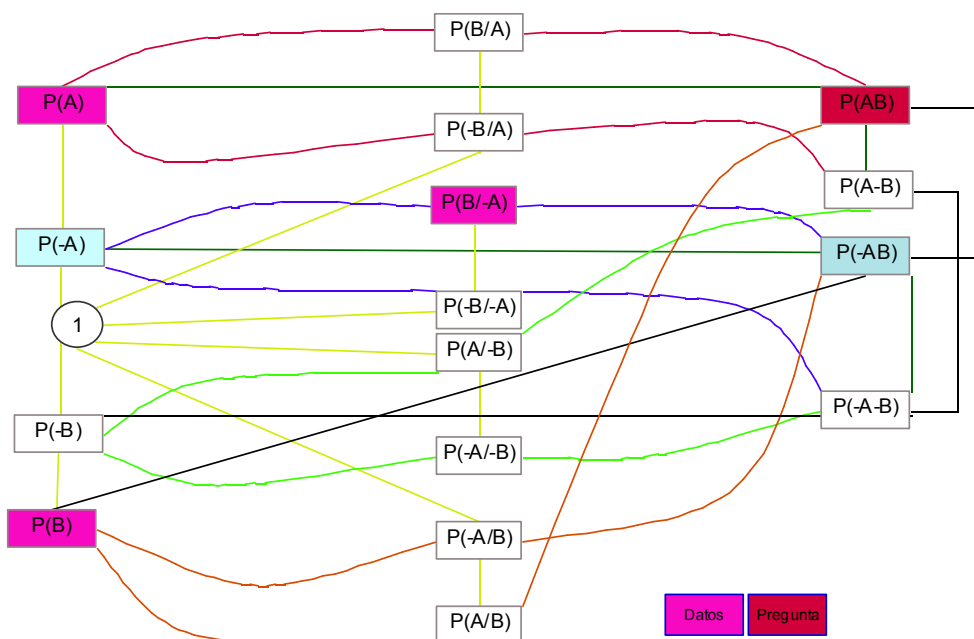 P(B/A)
P(A)
P(AB)
P(-B/A)
P(A-B)
P(B/-A)
P(-A)
P(-AB)
P(-B/-A)
1
P(A/-B)
P(-A-B)
P(-B)
P(-A/-B)
P(B)
P(-A/B)
P(A/B)
Datos
Pregunta